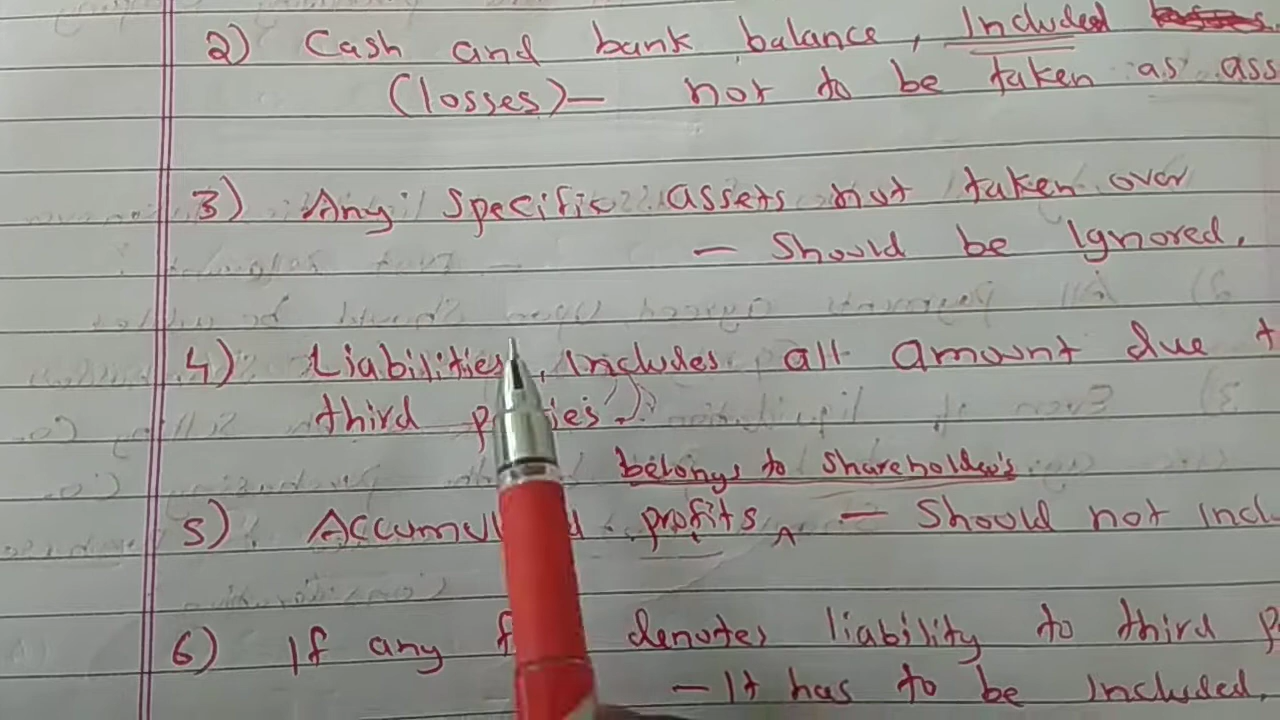 2) Cash and bank balance, Included
(losses) — not to be taken as ass
3) Any specific assets not taken over
— should be Ignored.
4) Liabilities, Includes all amount due t
third p ies.
belongs to shareholder's
5) Accumul d profits ^ — should not Incl
6) If any f denotes liability to third p
— It has to be Included.